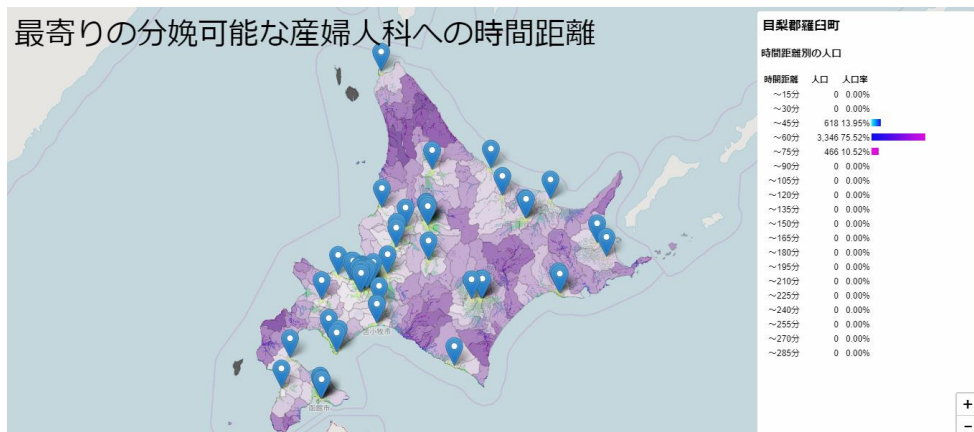 最寄りの分娩可能な産婦人科への時間距離
目梨郡羅臼町
時間距離別の人口
時間距離 人口 人口率
～15分 0 0.00%
～30分 0 0.00%
～45分 618 13.95%
～60分 3,346 75.52%
～75分 466 10.52%
～90分 0 0.00%
～105分 0 0.00%
～120分 0 0.00%
～135分 0 0.00%
～150分 0 0.00%
～165分 0 0.00%
～180分 0 0.00%
～195分 0 0.00%
～210分 0 0.00%
～225分 0 0.00%
～240分 0 0.00%
～255分 0 0.00%
～270分 0 0.00%
～285分 0 0.00%
苫小牧市
函館市
+
−